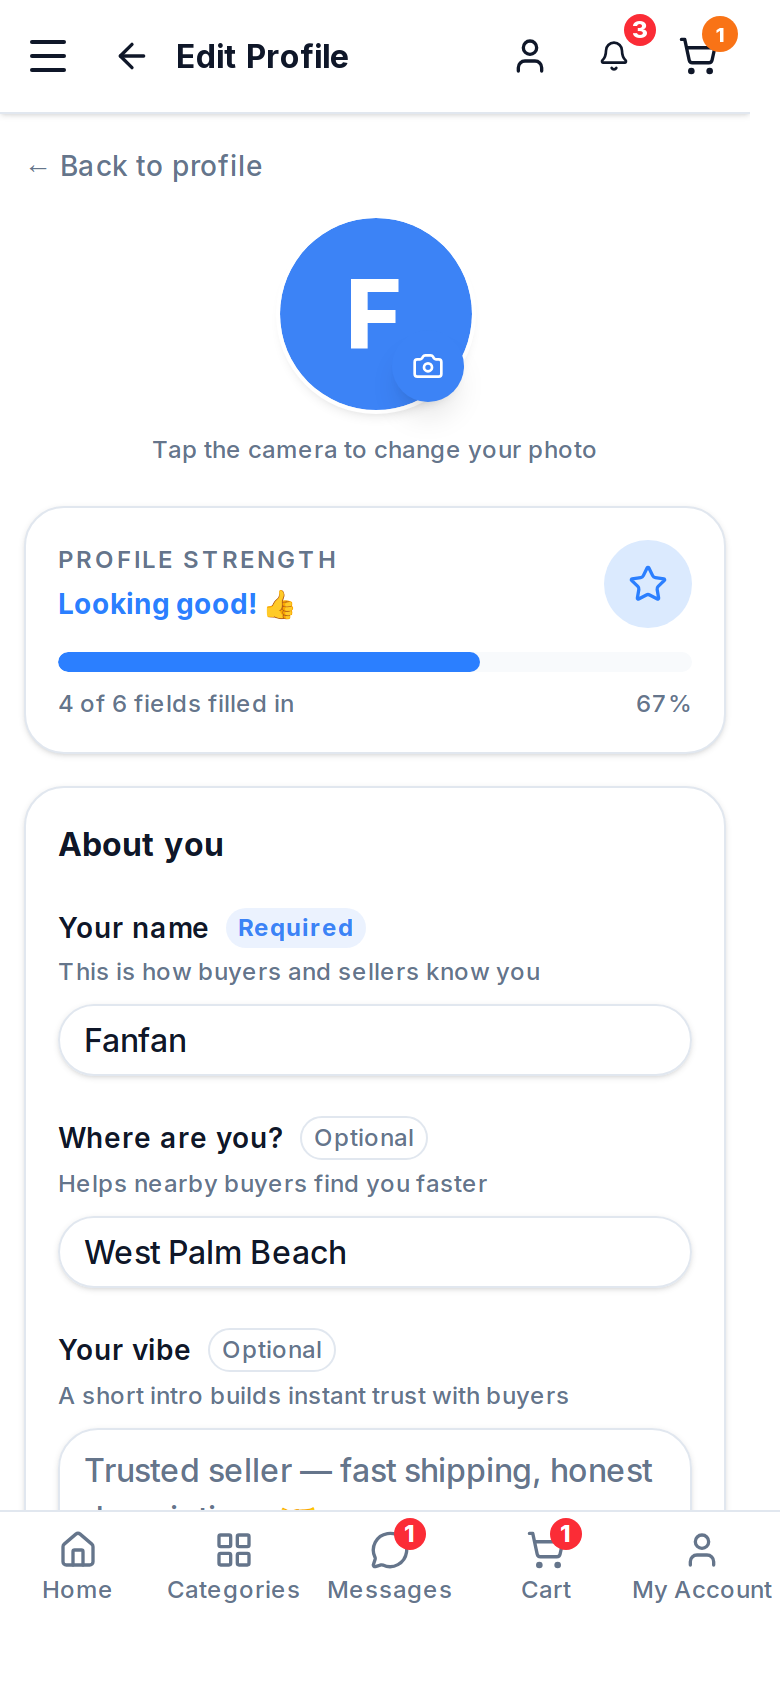 Edit Profile
3
1
← Back to profile
F
Tap the camera to change your photo
PROFILE STRENGTH
Looking good! 👍
4 of 6 fields filled in
67%
About you
Your name
Required
This is how buyers and sellers know you
Fanfan
Where are you?
Optional
Helps nearby buyers find you faster
West Palm Beach
Your vibe
Optional
A short intro builds instant trust with buyers
Trusted seller — fast shipping, honest
1
1
Home
Categories
Messages
Cart
My Account